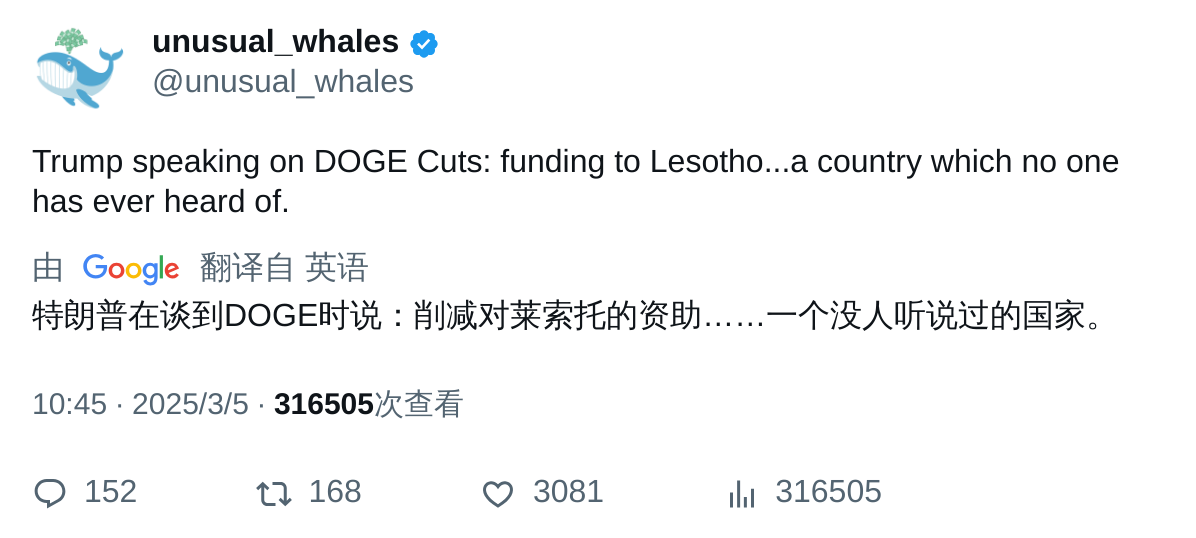 unusual_whales
@unusual_whales
Trump speaking on DOGE Cuts: funding to Lesotho...a country which no one
has ever heard of.
由 Google 翻译自 英语
特朗普在谈到DOGE时说：削减对莱索托的资助……一个没人听说过的国家。
10:45 · 2025/3/5 · 316505次查看
152 168 3081 316505